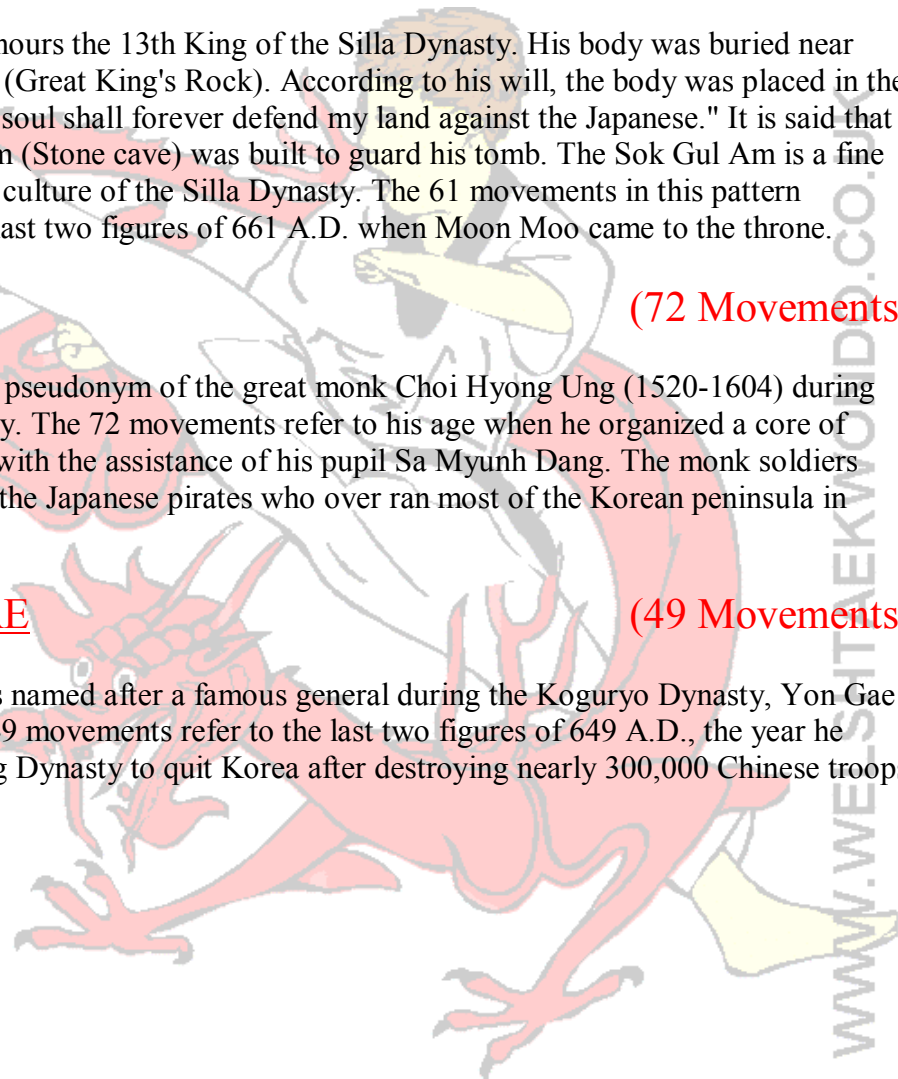 nours the 13th King of the Silla Dynasty. His body was buried near
(Great King's Rock). According to his will, the body was placed in the
soul shall forever defend my land against the Japanese." It is said that
(Stone cave) was built to guard his tomb. The Sok Gul Am is a fine
culture of the Silla Dynasty. The 61 movements in this pattern
last two figures of 661 A.D. when Moon Moo came to the throne.
(72 Movements
pseudonym of the great monk Choi Hyong Ung (1520-1604) during
y. The 72 movements refer to his age when he organized a core of
with the assistance of his pupil Sa Myunh Dang. The monk soldiers
the Japanese pirates who over ran most of the Korean peninsula in
RE (49 Movements
s named after a famous general during the Koguryo Dynasty, Yon Gae
9 movements refer to the last two figures of 649 A.D., the year he
g Dynasty to quit Korea after destroying nearly 300,000 Chinese troops
WWW.WELSHTAEKWONDO.CO.UK